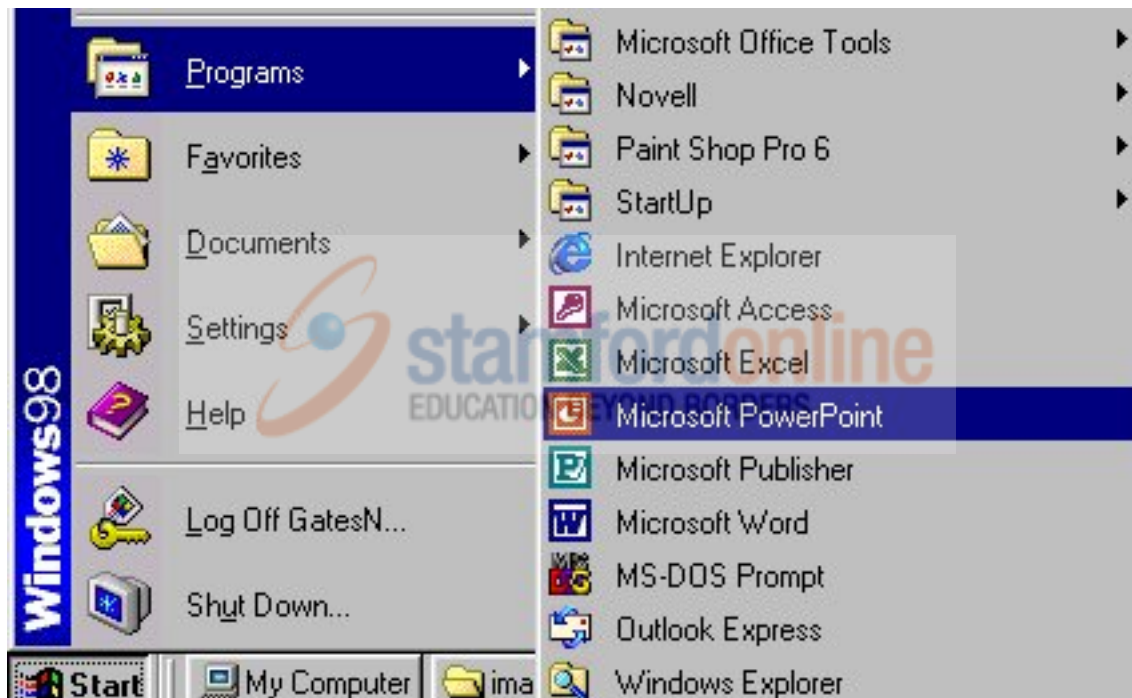 Programs
Favorites
Documents
Settings
Help
Log Off GatesN...
Shut Down...
Windows98
Start
My Computer
ima
Microsoft Office Tools
Novell
Paint Shop Pro 6
StartUp
Internet Explorer
Microsoft Access
Microsoft Excel
Microsoft PowerPoint
Microsoft Publisher
Microsoft Word
MS-DOS Prompt
Outlook Express
Windows Explorer
stamfordonline
EDUCATION BEYOND BORDERS